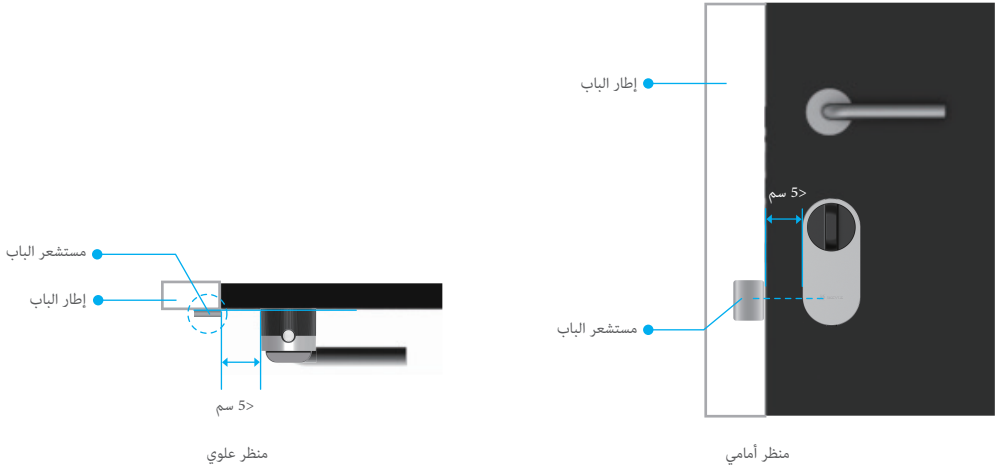 إطار الباب
<5 سم
مستشعر الباب
منظر أمامي
مستشعر الباب
إطار الباب
<5 سم
منظر علوي